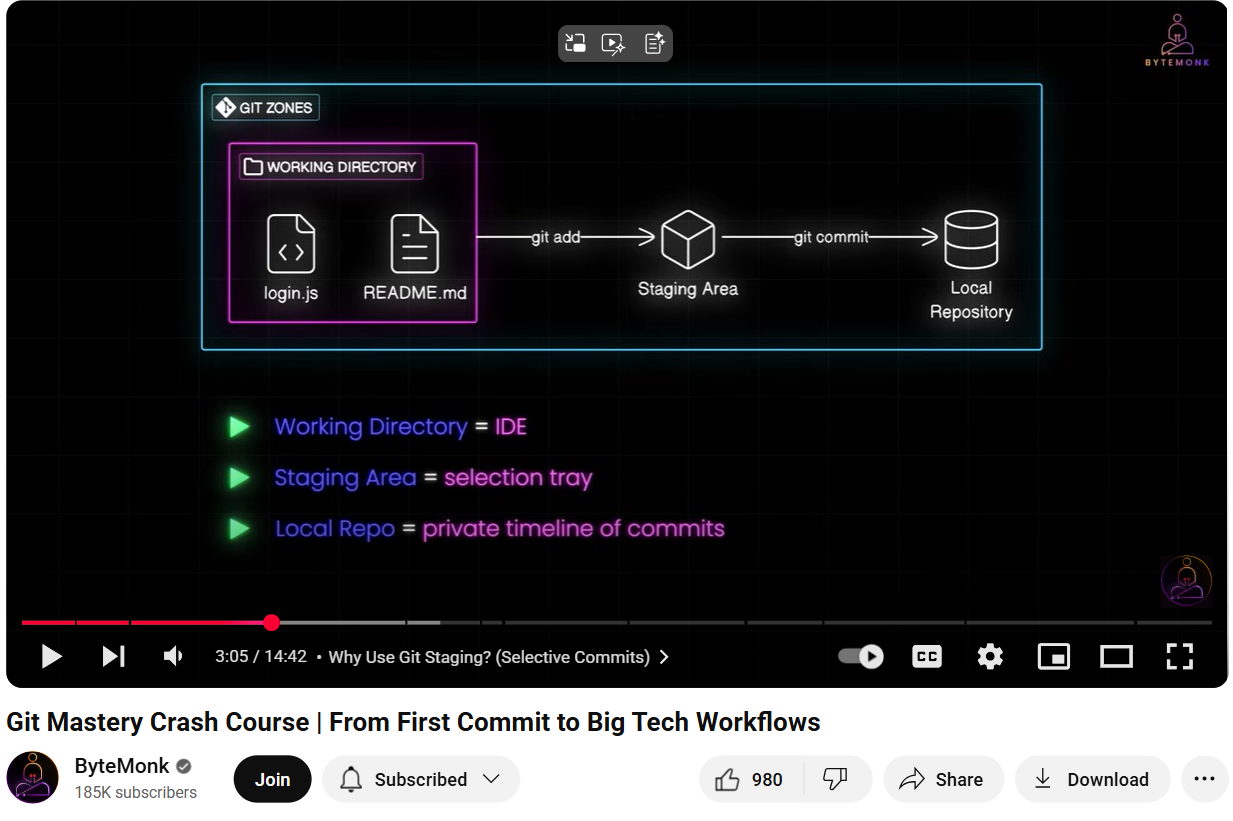 BYTEMONK
GIT ZONES
WORKING DIRECTORY
git add
git commit
login.js
README.md
Staging Area
Local
Repository
Working Directory = IDE
Staging Area = selection tray
Local Repo = private timeline of commits
3:05 / 14:42 • Why Use Git Staging? (Selective Commits)
CC
Git Mastery Crash Course | From First Commit to Big Tech Workflows
ByteMonk
185K subscribers
Join
Subscribed
980
Share
Download